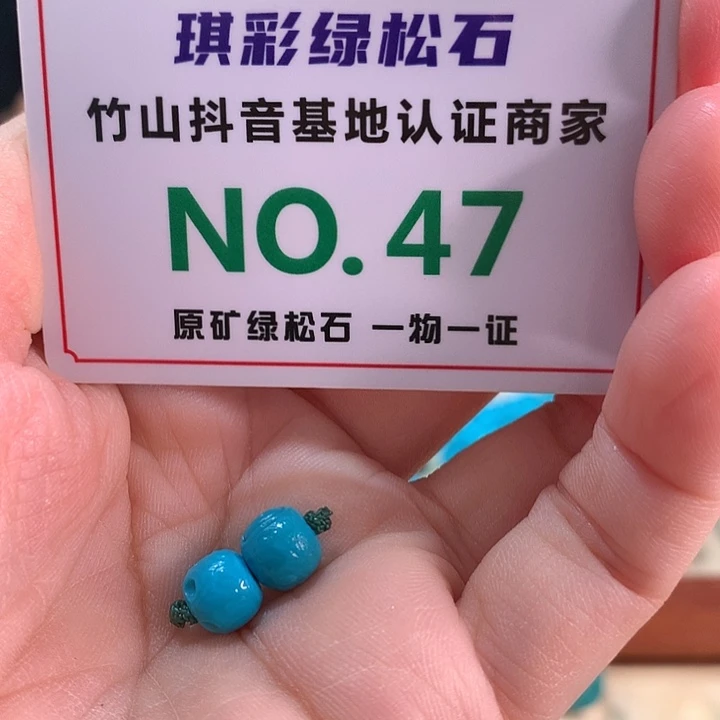 琪彩绿松石
竹山抖音基地认证商家
NO.47
原矿绿松石 一物一证